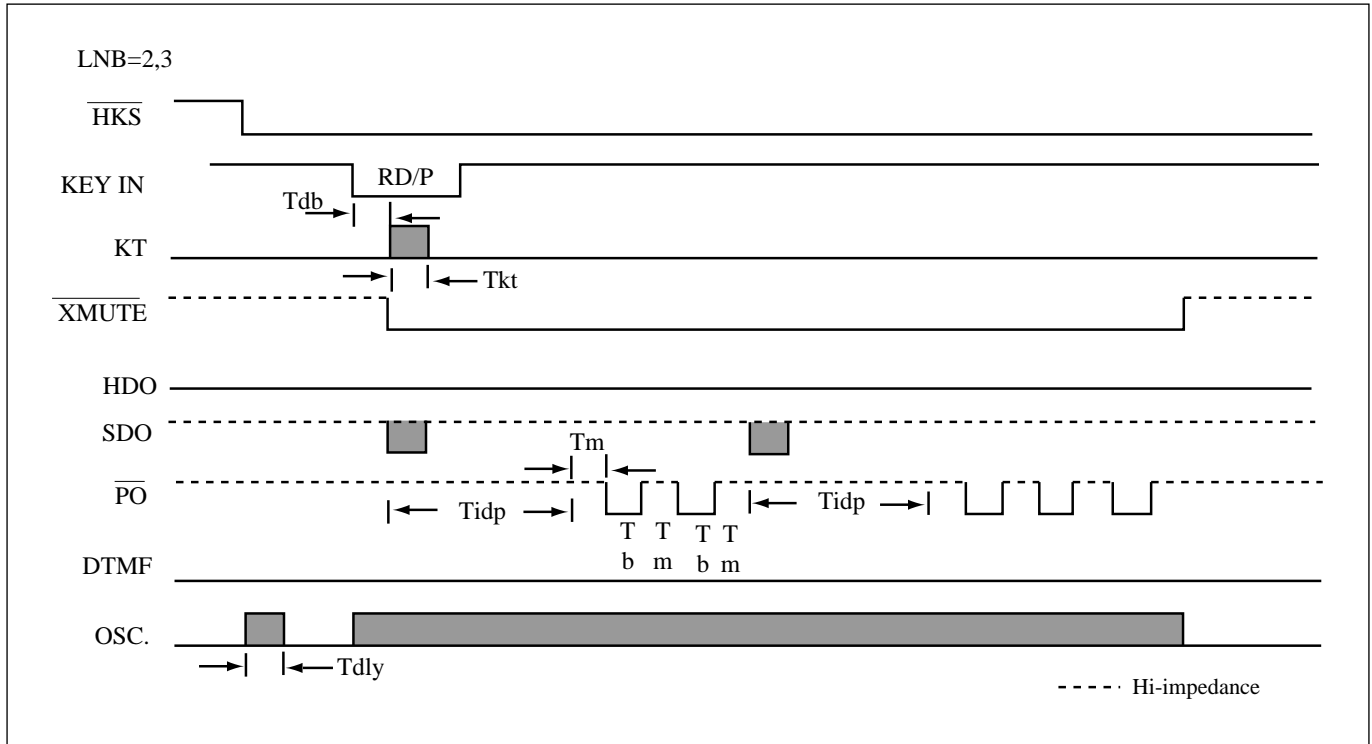 LNB=2,3
HKS
KEY IN
RD/P
Tdb
KT
Tkt
XMUTE
HDO
SDO
Tm
PO
Tidp
Tidp
T T T T
b m b m
DTMF
OSC.
Tdly
Hi-impedance